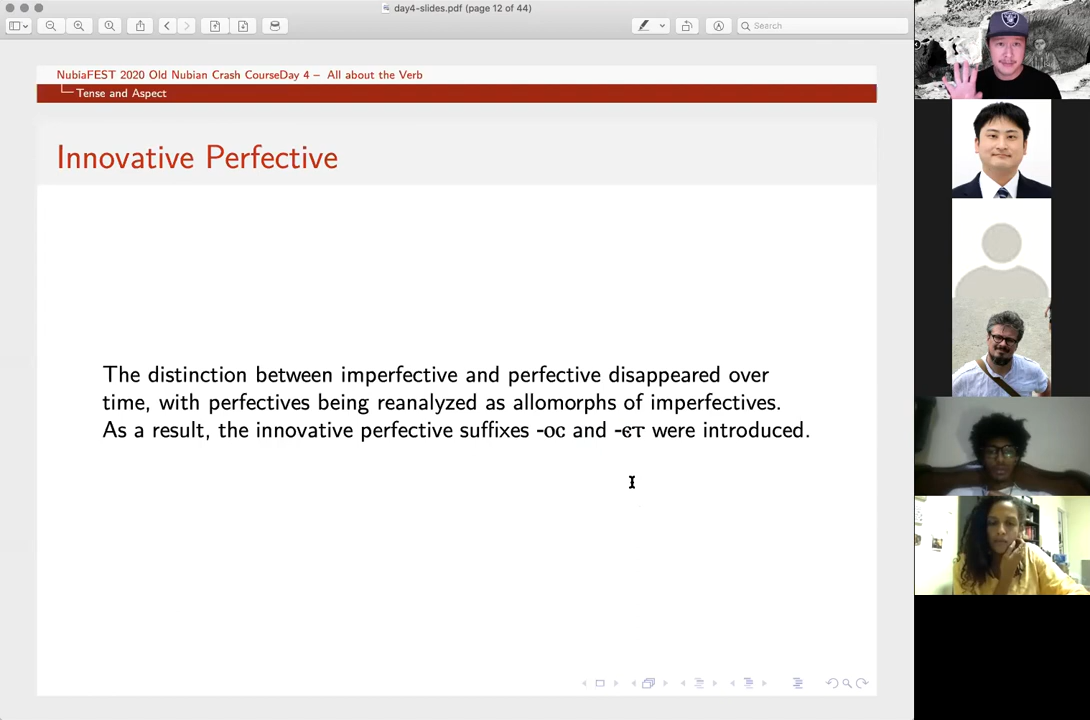 day4-slides.pdf (page 12 of 44)
Search
NubiaFEST 2020 Old Nubian Crash CourseDay 4 – All about the Verb
Tense and Aspect
Innovative Perfective
The distinction between imperfective and perfective disappeared over
time, with perfectives being reanalyzed as allomorphs of imperfectives.
As a result, the innovative perfective suffixes -ⲟⲥ and -ⲉⲧ were introduced.